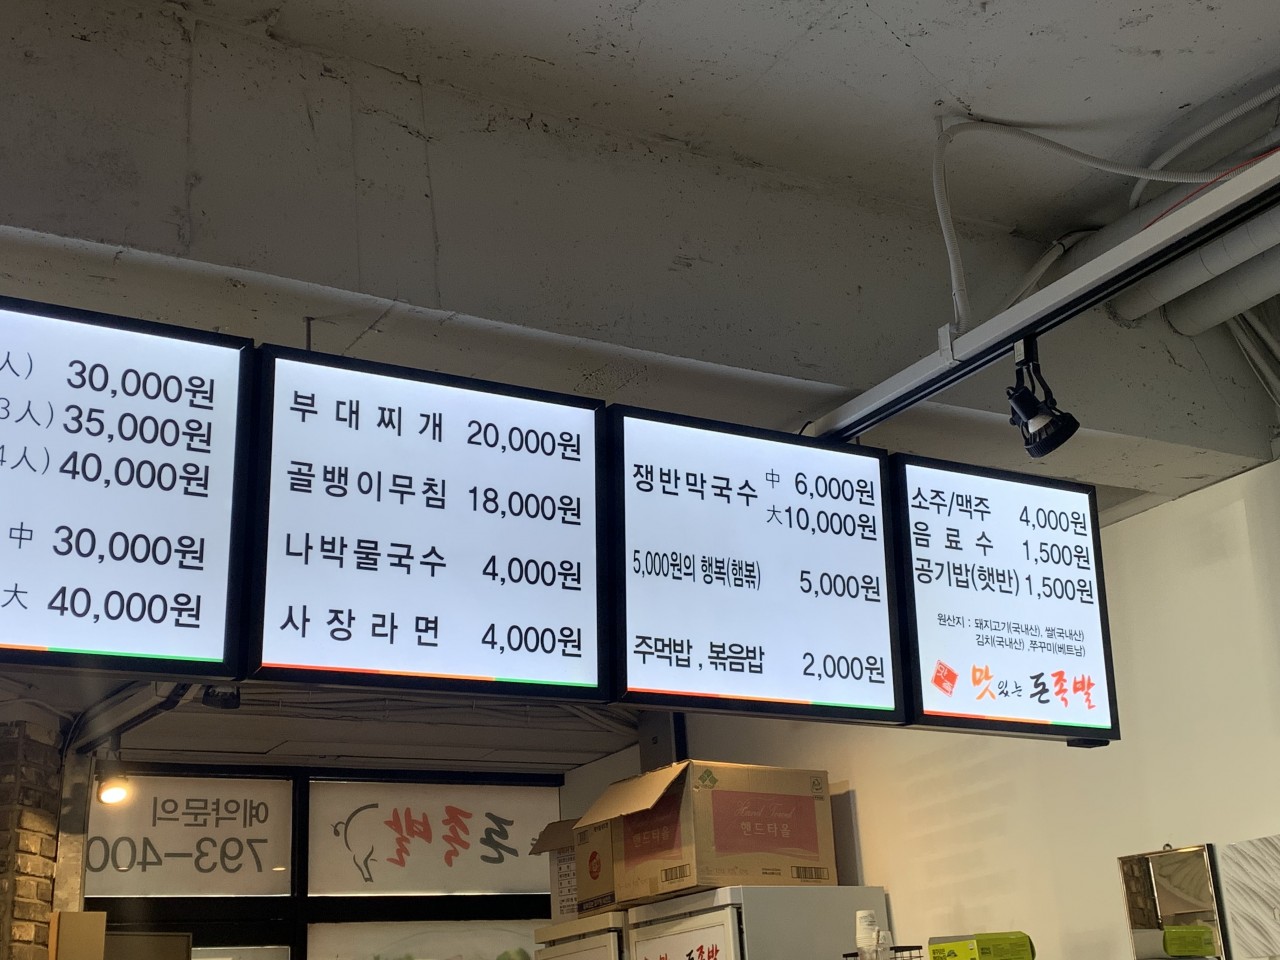 人) 30,000원
3人) 35,000원
4人) 40,000원
中 30,000원
大 40,000원
부대찌개 20,000원
골뱅이무침 18,000원
나박물국수 4,000원
사장라면 4,000원
쟁반막국수 中 6,000원
大 10,000원
5,000원의 행복(햄볶) 5,000원
주먹밥, 볶음밥 2,000원
소주/맥주 4,000원
음료수 1,500원
공기밥(햇반) 1,500원
원산지 : 돼지고기(국내산), 쌀(국내산)
김치(국내산), 쭈꾸미(베트남)
맛있는 돈족발
예약문의
793-400
돈족발
핸드타올
핸드타올
돈족발